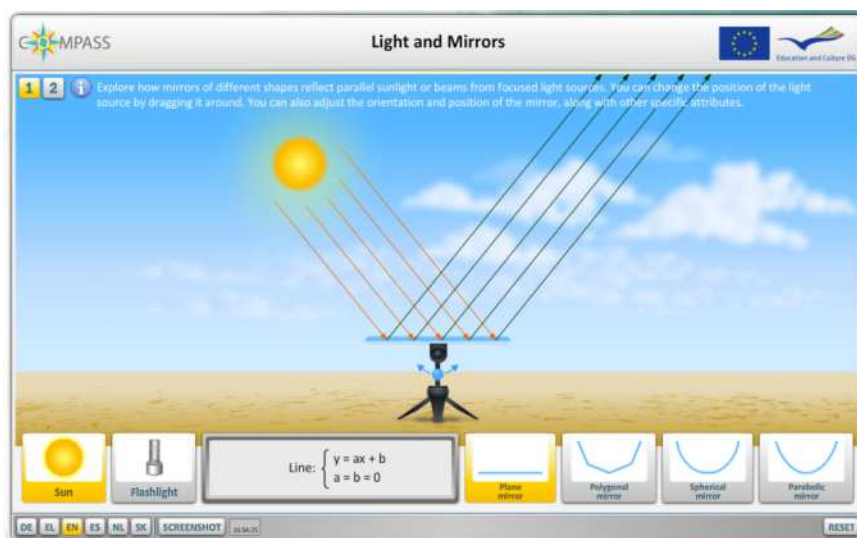 COMPASS
Light and Mirrors
Education and Culture DG
1 2 i Explore how mirrors of different shapes reflect parallel sunlight or beams from focused light sources. You can change the position of the light
source by dragging it around. You can also adjust the orientation and position of the mirror, along with other specific attributes.
Line: { y = ax + b
a = b = 0
Sun
Flashlight
Plane
mirror
Polygonal
mirror
Spherical
mirror
Parabolic
mirror
DE EL EN ES NL SK SCREENSHOT
RESET